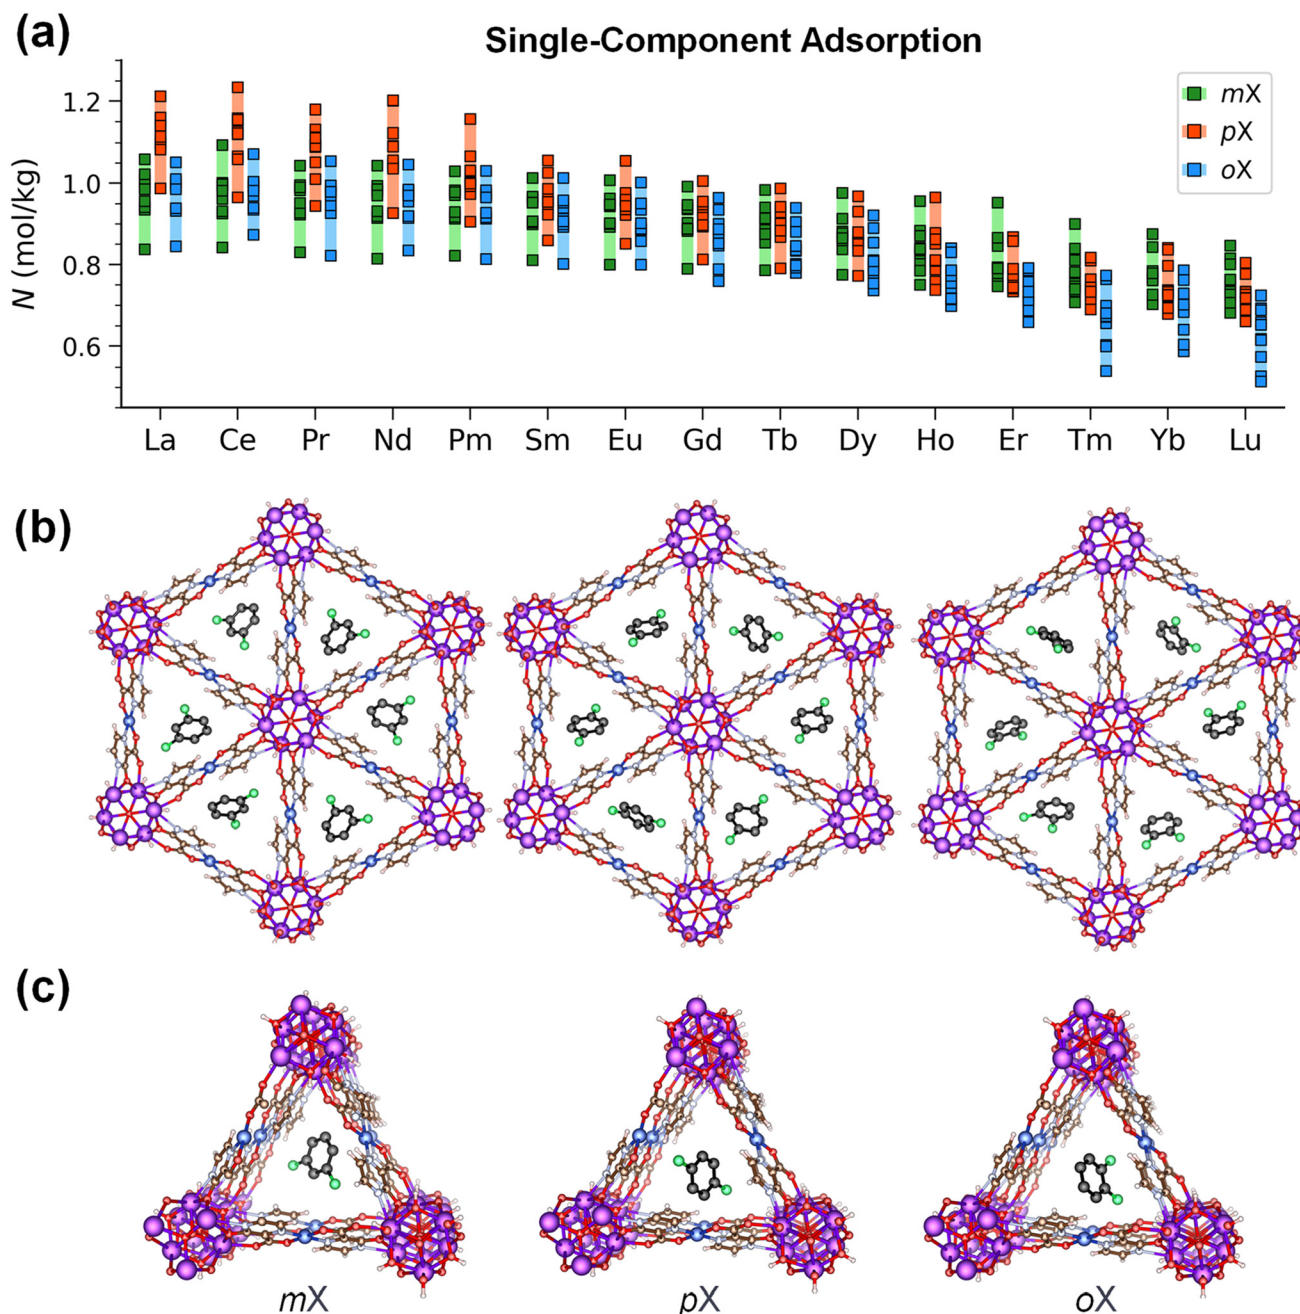 (a)
Single-Component Adsorption
N (mol/kg)
1.2
1.0
0.8
0.6
mX
pX
oX
La Ce Pr Nd Pm Sm Eu Gd Tb Dy Ho Er Tm Yb Lu
(b)
(c)
mX pX oX